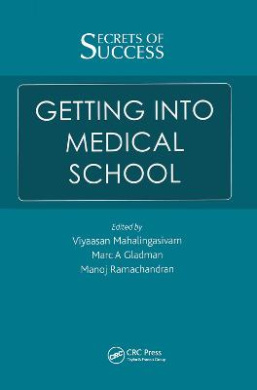 SECRETS OF
SUCCESS
GETTING INTO
MEDICAL
SCHOOL
Edited by
Viyaasan Mahalingasivam
Marc A Gladman
Manoj Ramachandran
CRC Press
Taylor & Francis Group